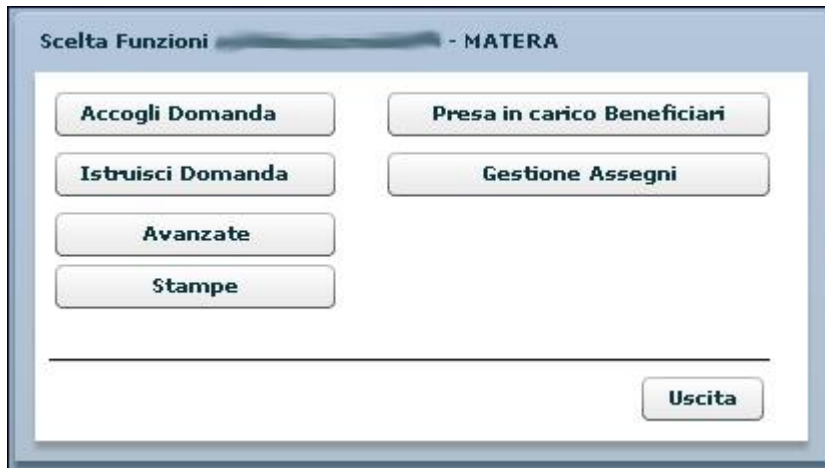 Scelta Funzioni - MATERA
Accogli Domanda
Presa in carico Beneficiari
Istruisci Domanda
Gestione Assegni
Avanzate
Stampe
Uscita